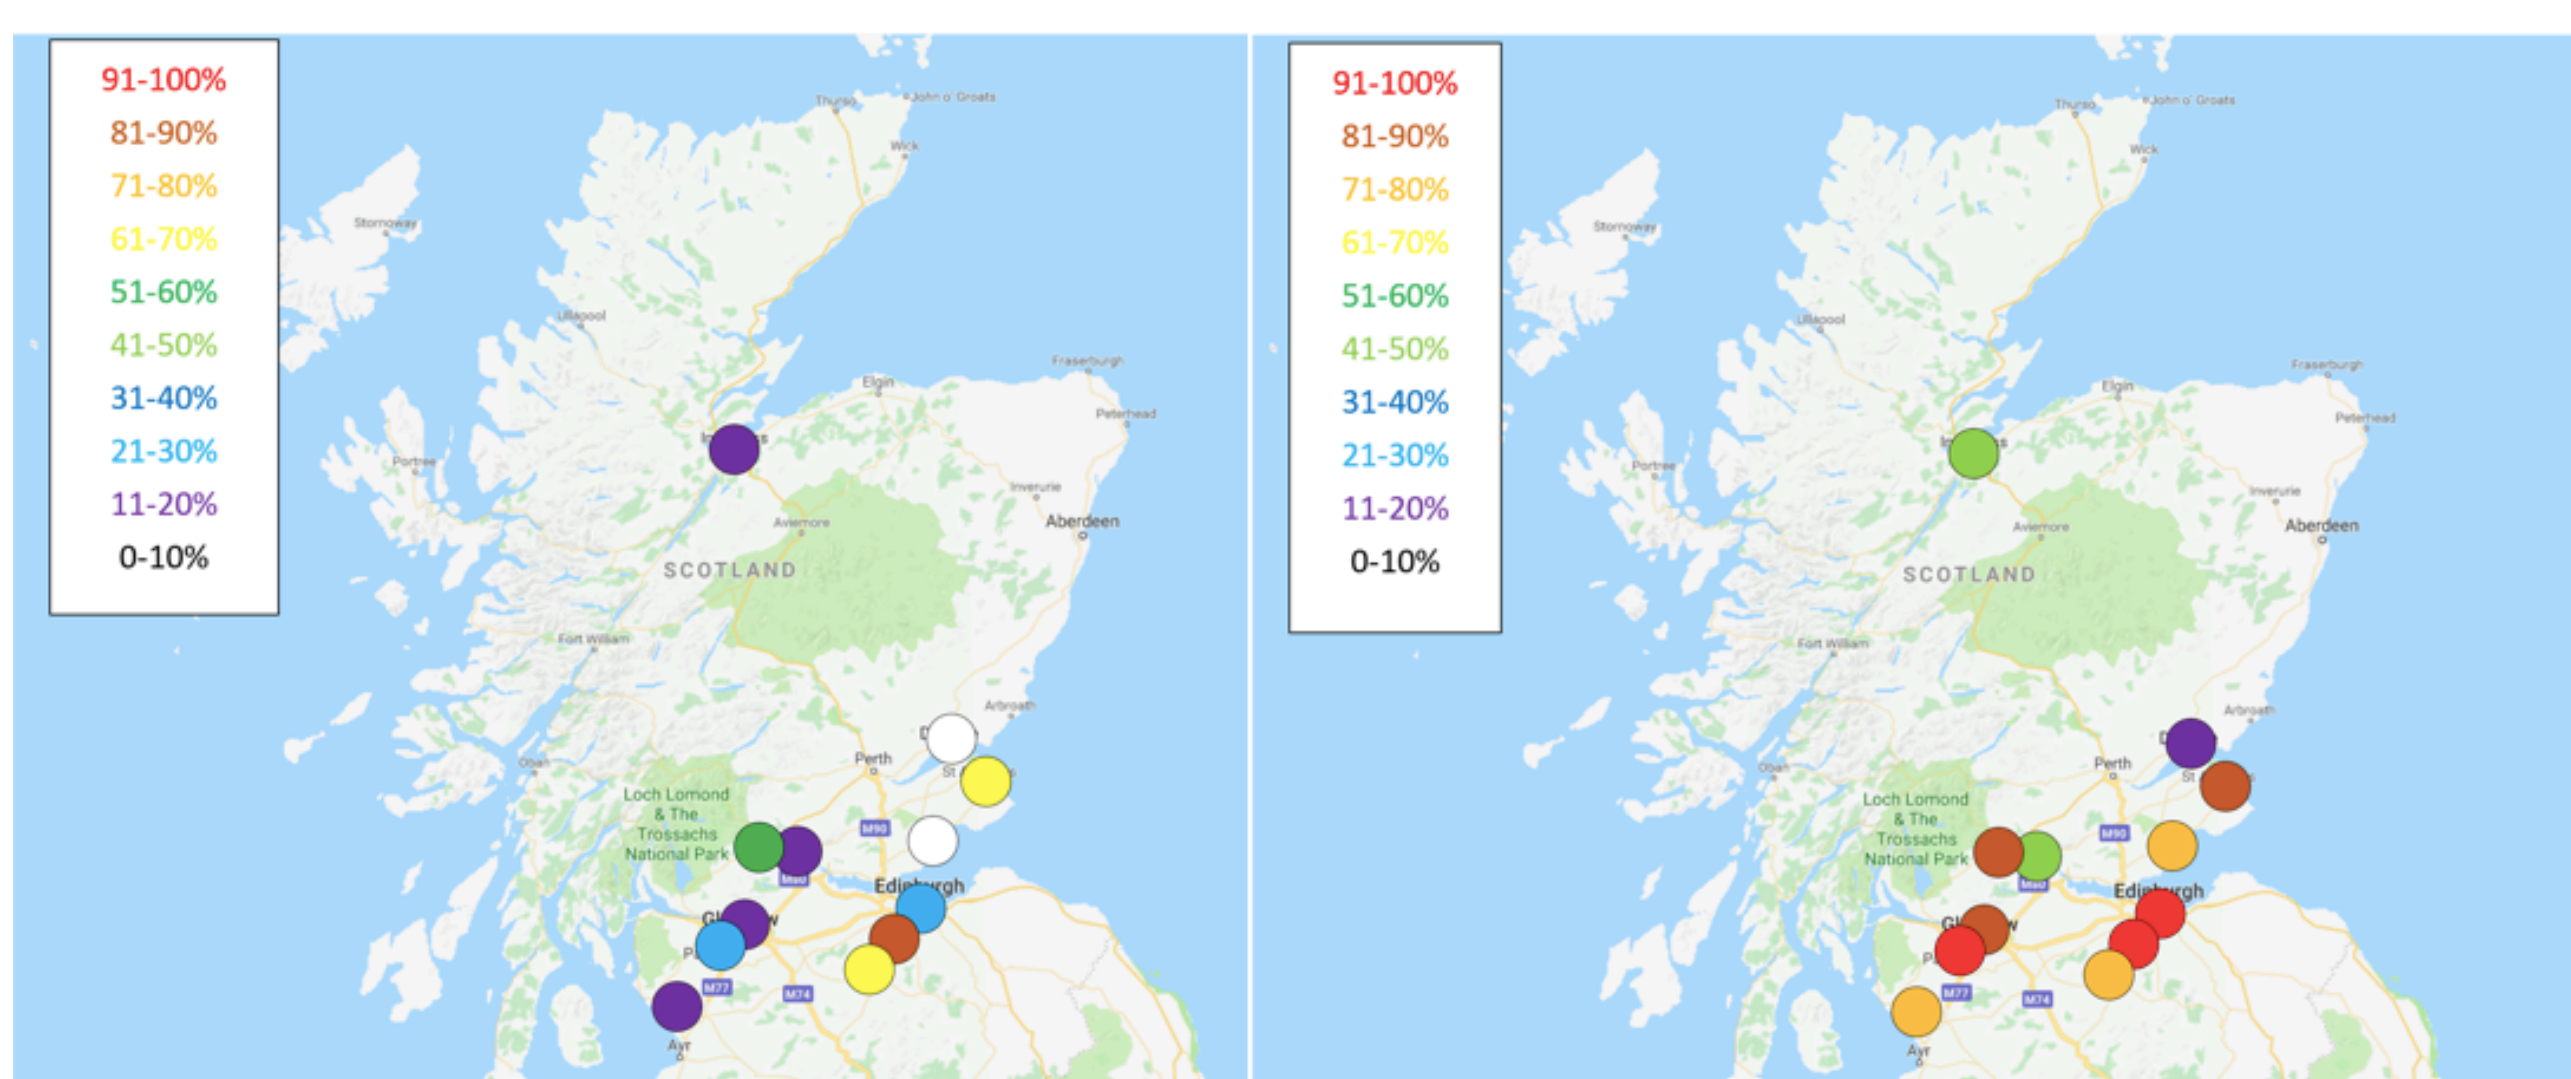 91-100%
81-90%
71-80%
61-70%
51-60%
41-50%
31-40%
21-30%
11-20%
0-10%
Thurso
John o' Groats
Wick
Stornoway
Ullapool
Fraserburgh
Elgin
Peterhead
Portree
Inverurie
Aviemore
Aberdeen
SCOTLAND
Fort William
Arbroath
Perth
Oban
Loch Lomond
& The
Trossachs
National Park
M90
Edinburgh
M77
M74
Ayr
91-100%
81-90%
71-80%
61-70%
51-60%
41-50%
31-40%
21-30%
11-20%
0-10%
Thurso
John o' Groats
Wick
Stornoway
Ullapool
Fraserburgh
Elgin
Peterhead
Portree
Inverurie
Aviemore
Aberdeen
SCOTLAND
Fort William
Arbroath
Perth
Oban
Loch Lomond
& The
Trossachs
National Park
M90
Edinburgh
M77
M74
Ayr